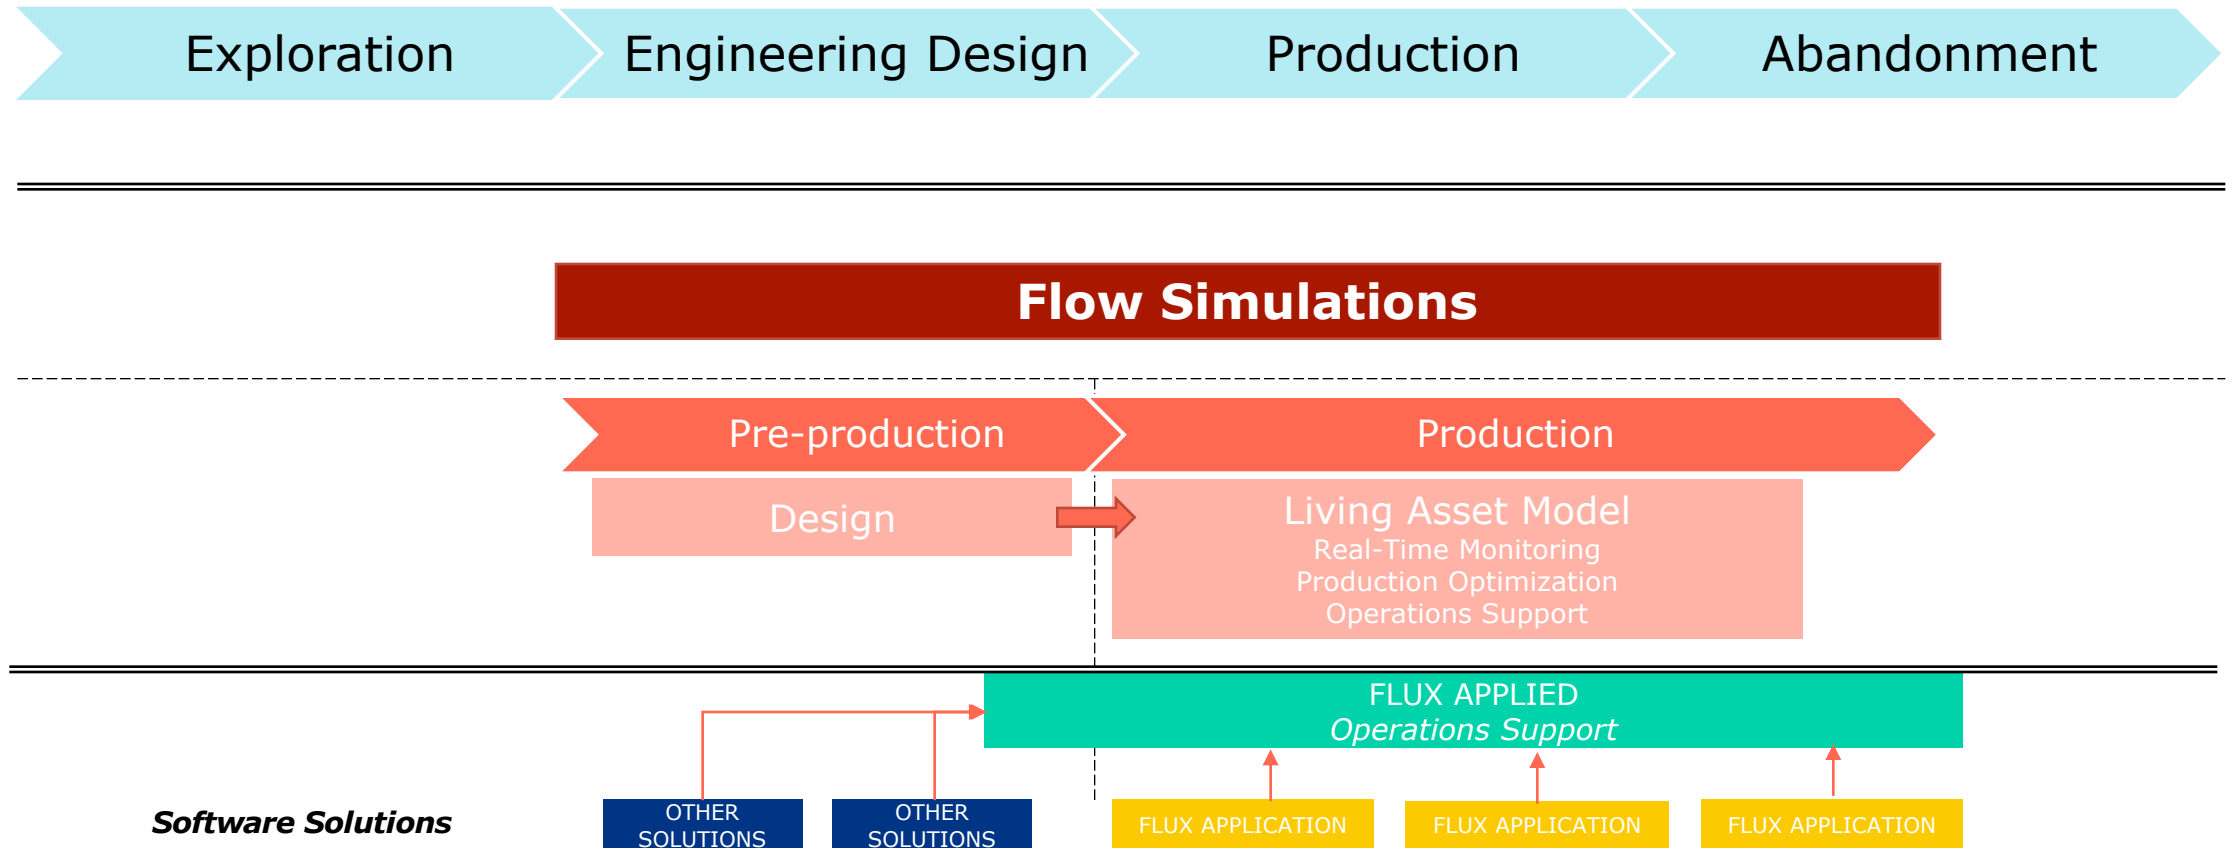 Exploration
Engineering Design
Production
Abandonment
Flow Simulations
Pre-production
Production
Design
Living Asset Model
Real-Time Monitoring
Production Optimization
Operations Support
FLUX APPLIED
Operations Support
Software Solutions
OTHER
SOLUTIONS
OTHER
SOLUTIONS
FLUX APPLICATION
FLUX APPLICATION
FLUX APPLICATION